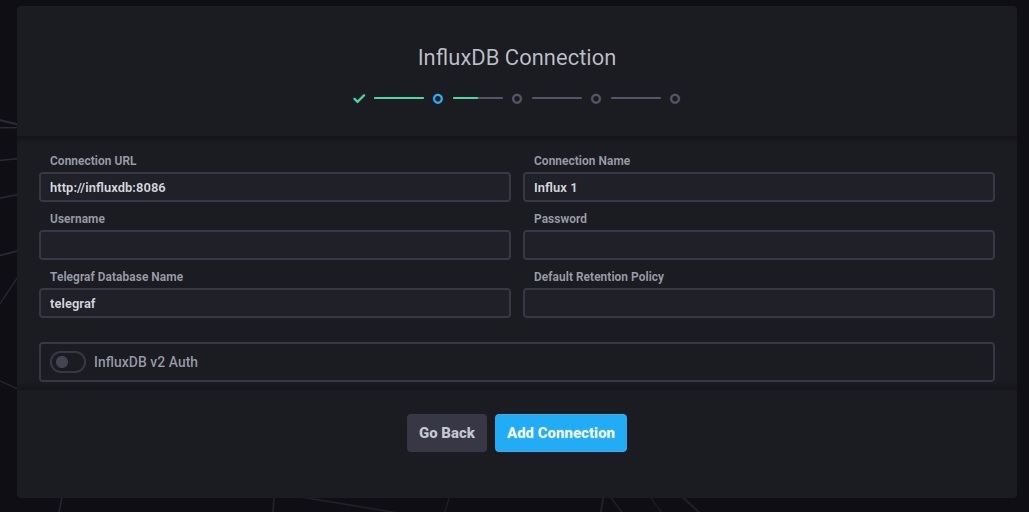 InfluxDB Connection
Connection URL
http://influxdb:8086
Connection Name
Influx 1
Username
Password
Telegraf Database Name
telegraf
Default Retention Policy
InfluxDB v2 Auth
Go Back
Add Connection